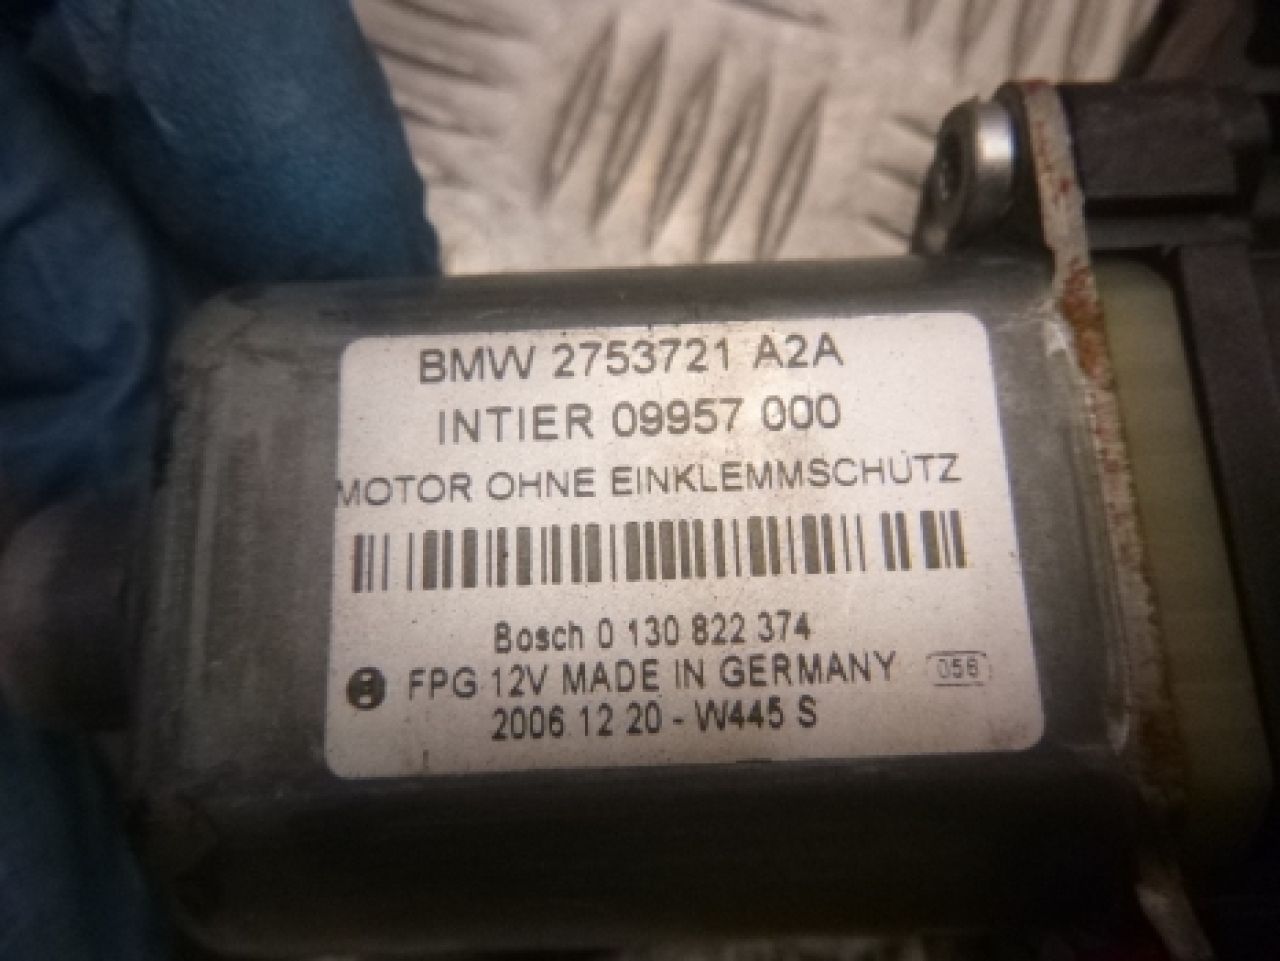 BMW 2753721 A2A
INTIER 09957 000
MOTOR OHNE EINKLEMMSCHUTZ
Bosch 0 130 822 374
FPG 12V MADE IN GERMANY 056
2006 12 20 - W445 S